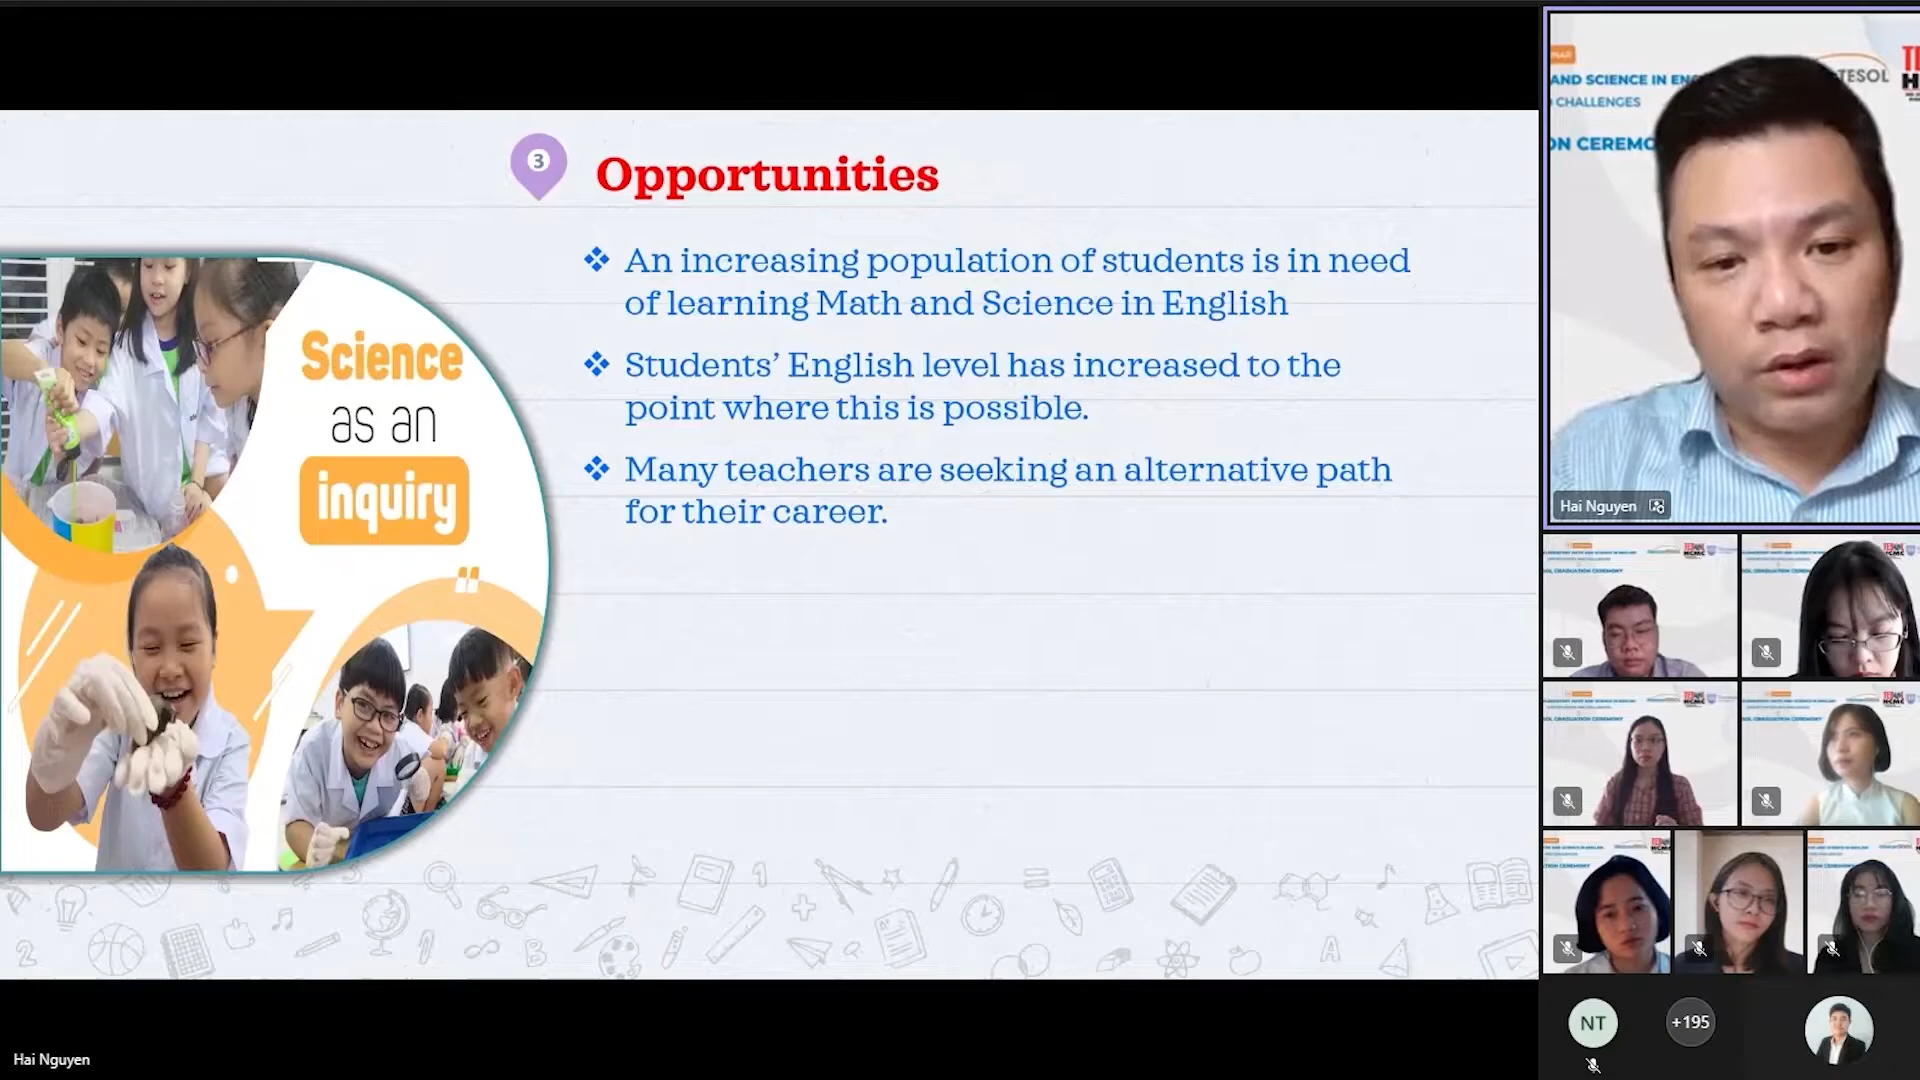 3
Opportunities
❖ An increasing population of students is in need
of learning Math and Science in English
❖ Students’ English level has increased to the
point where this is possible.
❖ Many teachers are seeking an alternative path
for their career.
Science
as an
inquiry
Hai Nguyen
AND SCIENCE IN EN
CHALLENGES
ON CEREMO
TESOL
Hai Nguyen
NT
+195